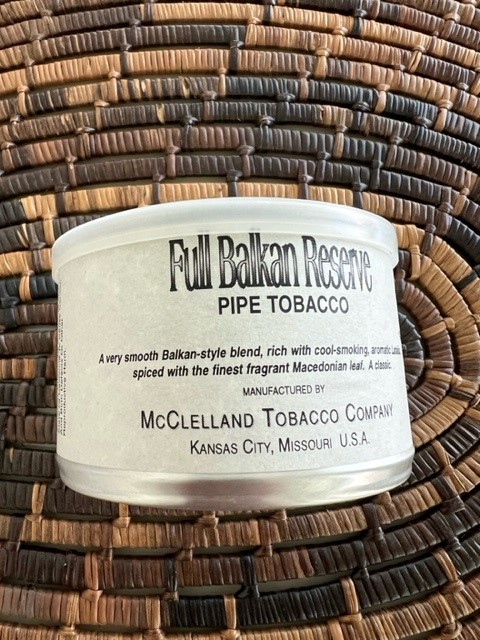 Full Balkan Reserve
PIPE TOBACCO
A very smooth Balkan-style blend, rich with cool-smoking, aromatic
spiced with the finest fragrant Macedonian leaf. A classic.
MANUFACTURED BY
MCCLELLAND TOBACCO COMPANY
KANSAS CITY, MISSOURI U.S.A.